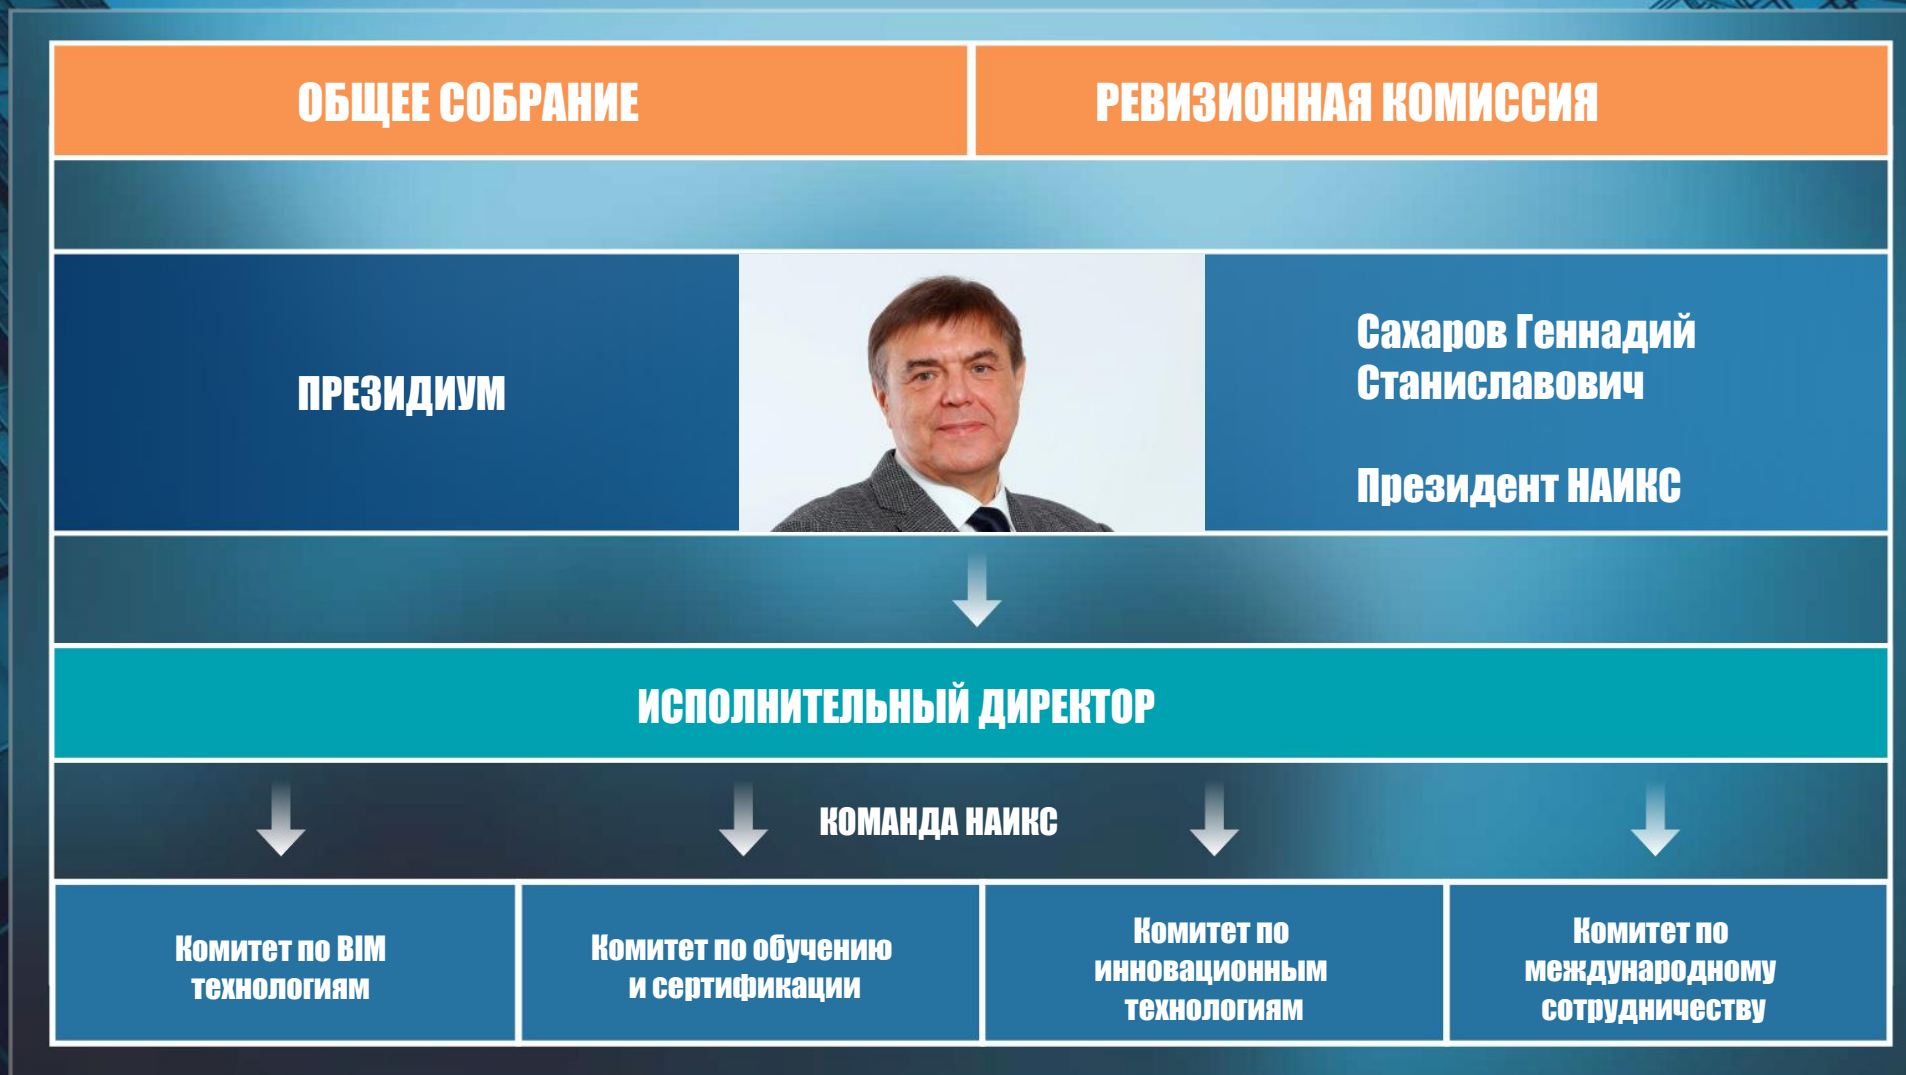 ОБЩЕЕ СОБРАНИЕ
РЕВИЗИОННАЯ КОМИССИЯ
ПРЕЗИДИУМ
Сахаров Геннадий
Станиславович
Президент НАИКС
ИСПОЛНИТЕЛЬНЫЙ ДИРЕКТОР
КОМАНДА НАИКС
Комитет по BIM
технологиям
Комитет по обучению
и сертификации
Комитет по
инновационным
технологиям
Комитет по
международному
сотрудничеству